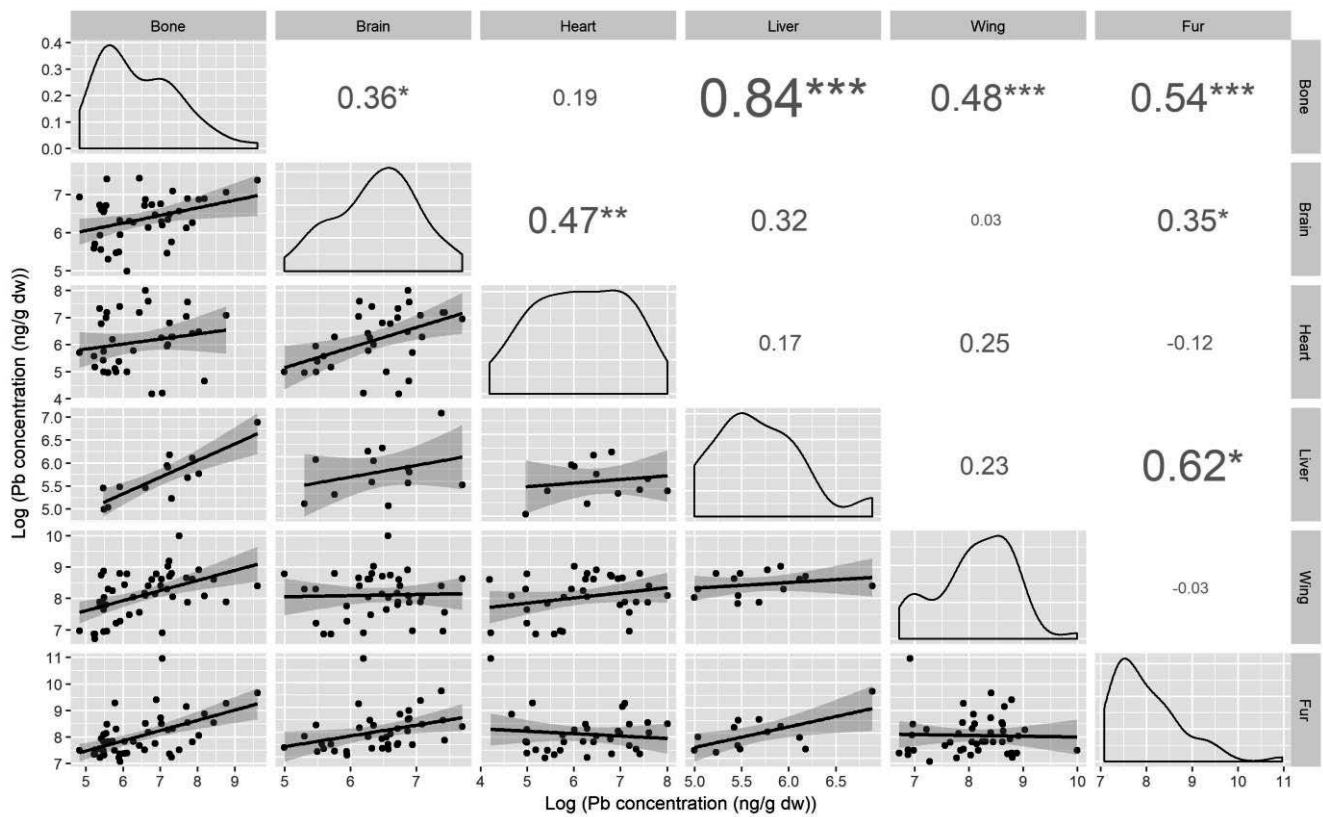 Bone Brain Heart Liver Wing Fur
0.4
0.3
0.2
0.1
0.0
0.36* 0.19 0.84*** 0.48*** 0.54***
Bone
7
6
5
0.47** 0.32 0.03 0.35*
Brain
8
7
6
5
4
0.17 0.25 -0.12
Heart
7.0
6.5
6.0
5.5
5.0
0.23 0.62*
Liver
10
9
8
7
-0.03
Wing
11
10
9
8
7
Fur
Log (Pb concentration (ng/g dw))
5 6 7 8 9 5 6 7 4 5 6 7 8 5.0 5.5 6.0 6.5 7 8 9 10 7 8 9 10 11
Log (Pb concentration (ng/g dw))